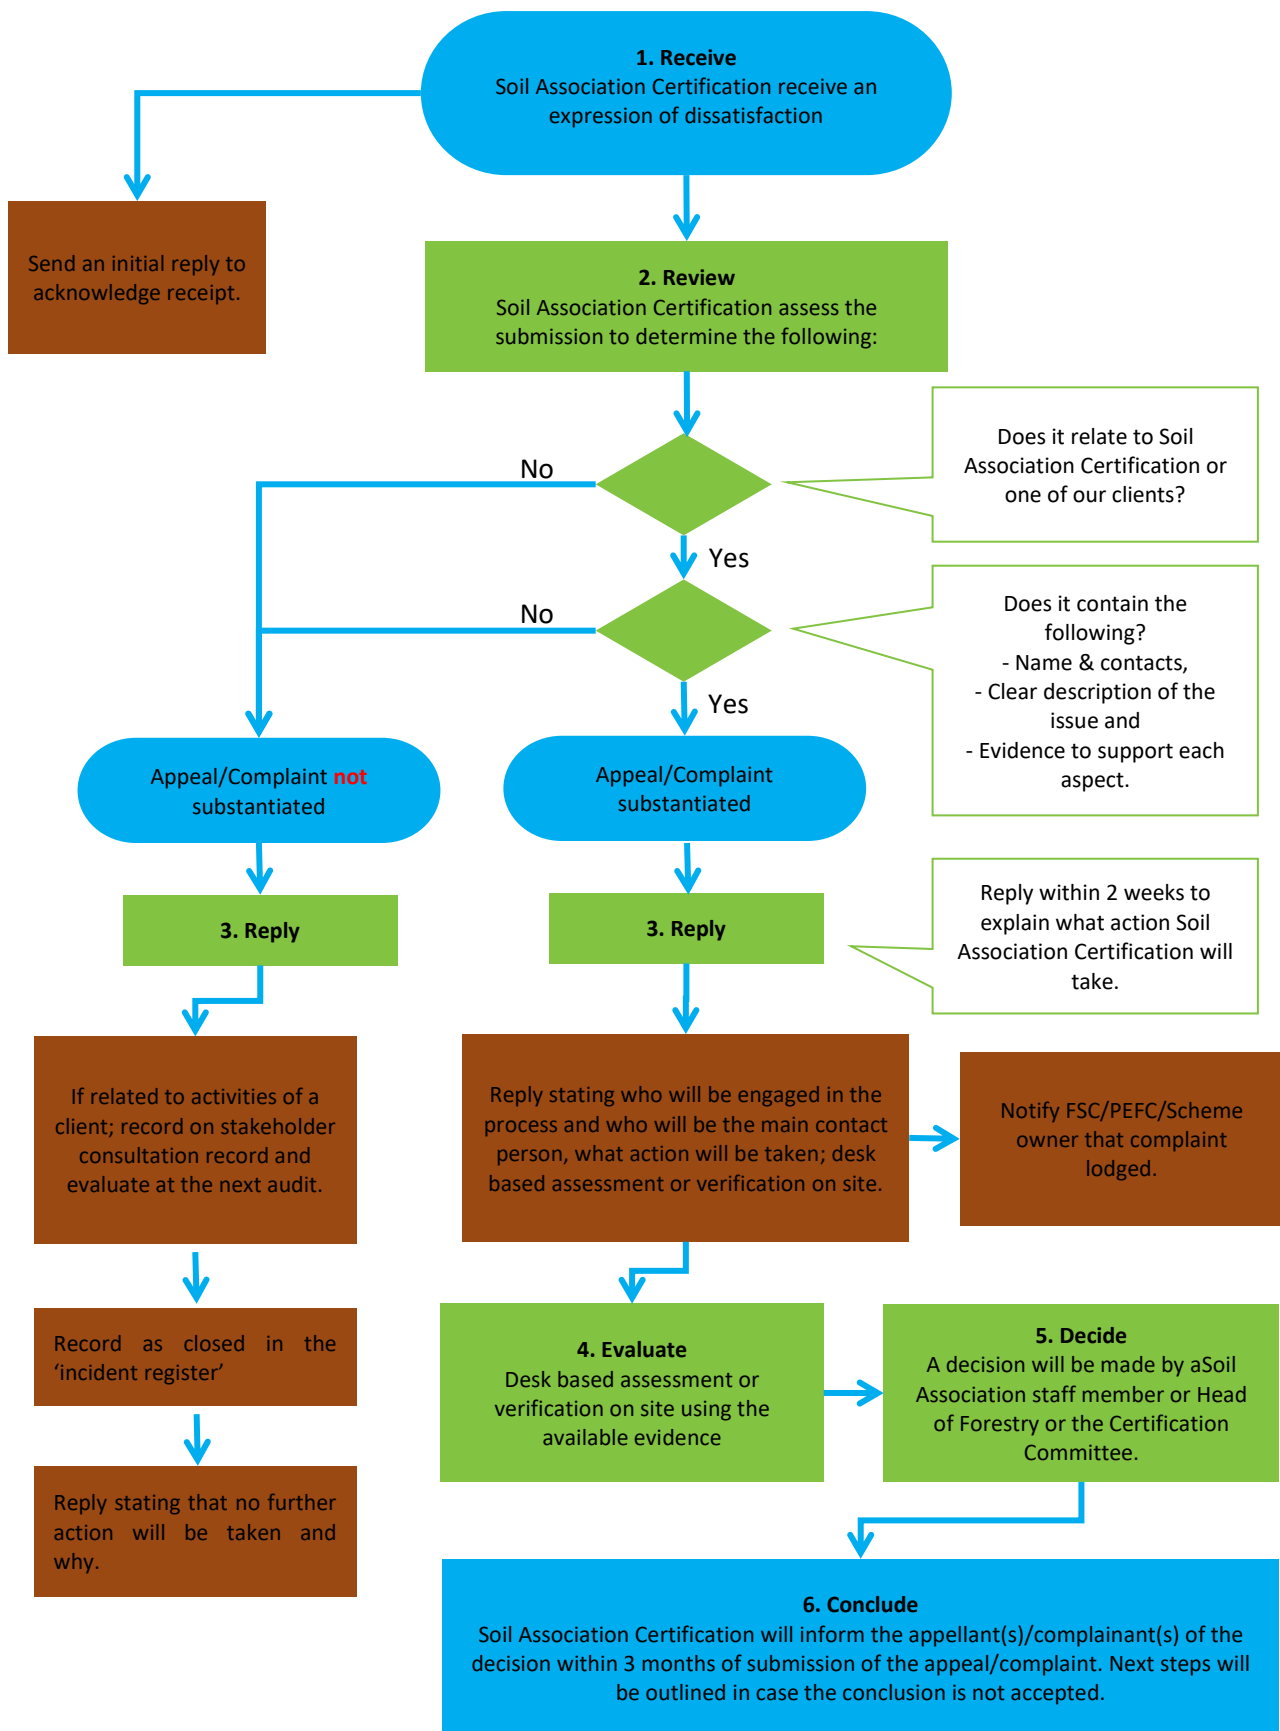 1. Receive
Soil Association Certification receive an
expression of dissatisfaction
Send an initial reply to
acknowledge receipt.
2. Review
Soil Association Certification assess the
submission to determine the following:
Does it relate to Soil
Association Certification or
one of our clients?
No
Yes
Does it contain the
following?
- Name & contacts,
- Clear description of the
issue and
- Evidence to support each
aspect.
No
Yes
Appeal/Complaint not
substantiated
Appeal/Complaint
substantiated
3. Reply
3. Reply
Reply within 2 weeks to
explain what action Soil
Association Certification will
take.
If related to activities of a
client; record on stakeholder
consultation record and
evaluate at the next audit.
Reply stating who will be engaged in the
process and who will be the main contact
person, what action will be taken; desk
based assessment or verification on site.
Notify FSC/PEFC/Scheme
owner that complaint
lodged.
Record as closed in the
‘incident register’
4. Evaluate
Desk based assessment or
verification on site using the
available evidence
5. Decide
A decision will be made by aSoil
Association staff member or Head
of Forestry or the Certification
Committee.
Reply stating that no further
action will be taken and
why.
6. Conclude
Soil Association Certification will inform the appellant(s)/complainant(s) of the
decision within 3 months of submission of the appeal/complaint. Next steps will
be outlined in case the conclusion is not accepted.